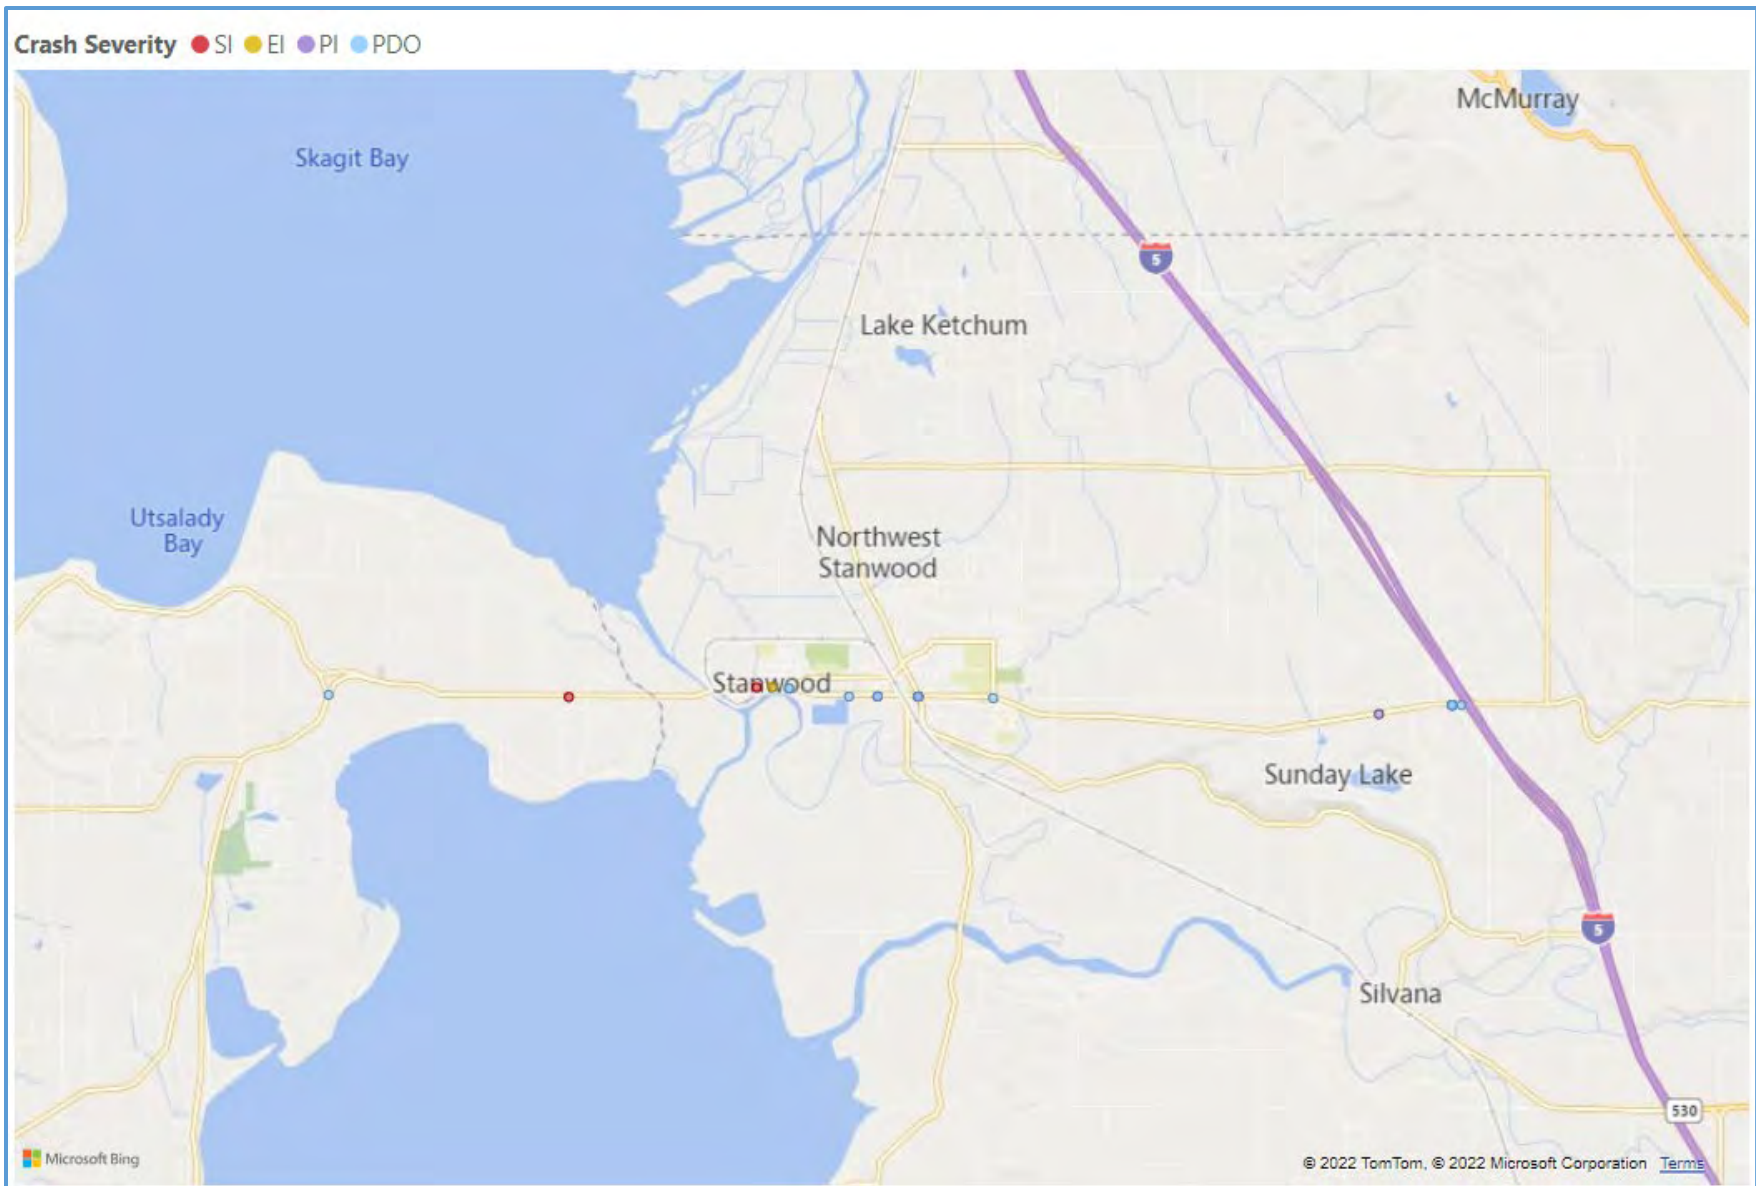 Crash Severity SI EI PI PDO
McMurray
Skagit Bay
5
Lake Ketchum
Utsalady
Bay
Northwest
Stanwood
Stanwood
Sunday Lake
5
Silvana
530
Microsoft Bing
© 2022 TomTom, © 2022 Microsoft Corporation Terms